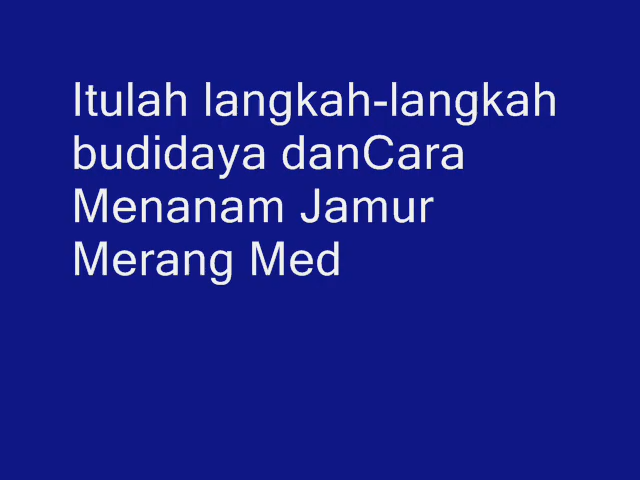 Itulah langkah-langkah
budidaya danCara
Menanam Jamur
Merang Med